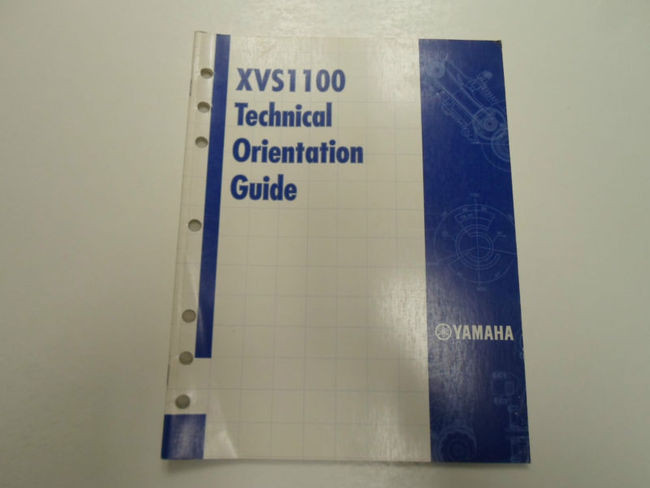 XVS1100
Technical
Orientation
Guide
YAMAHA